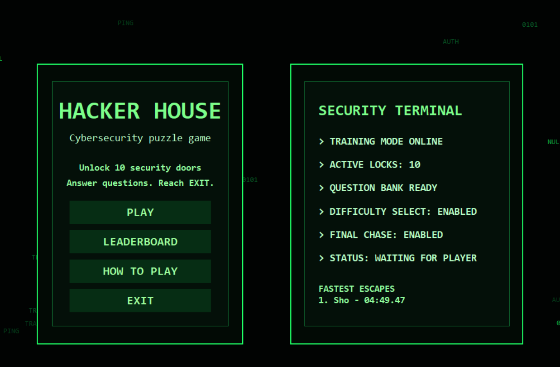 PING
0101
AUTH
HACKER HOUSE
Cybersecurity puzzle game
Unlock 10 security doors
Answer questions. Reach EXIT.
PLAY
LEADERBOARD
HOW TO PLAY
EXIT
0101
SECURITY TERMINAL
> TRAINING MODE ONLINE
> ACTIVE LOCKS: 10
> QUESTION BANK READY
> DIFFICULTY SELECT: ENABLED
> FINAL CHASE: ENABLED
> STATUS: WAITING FOR PLAYER
FASTEST ESCAPES
1. Sho - 04:49.47
PING